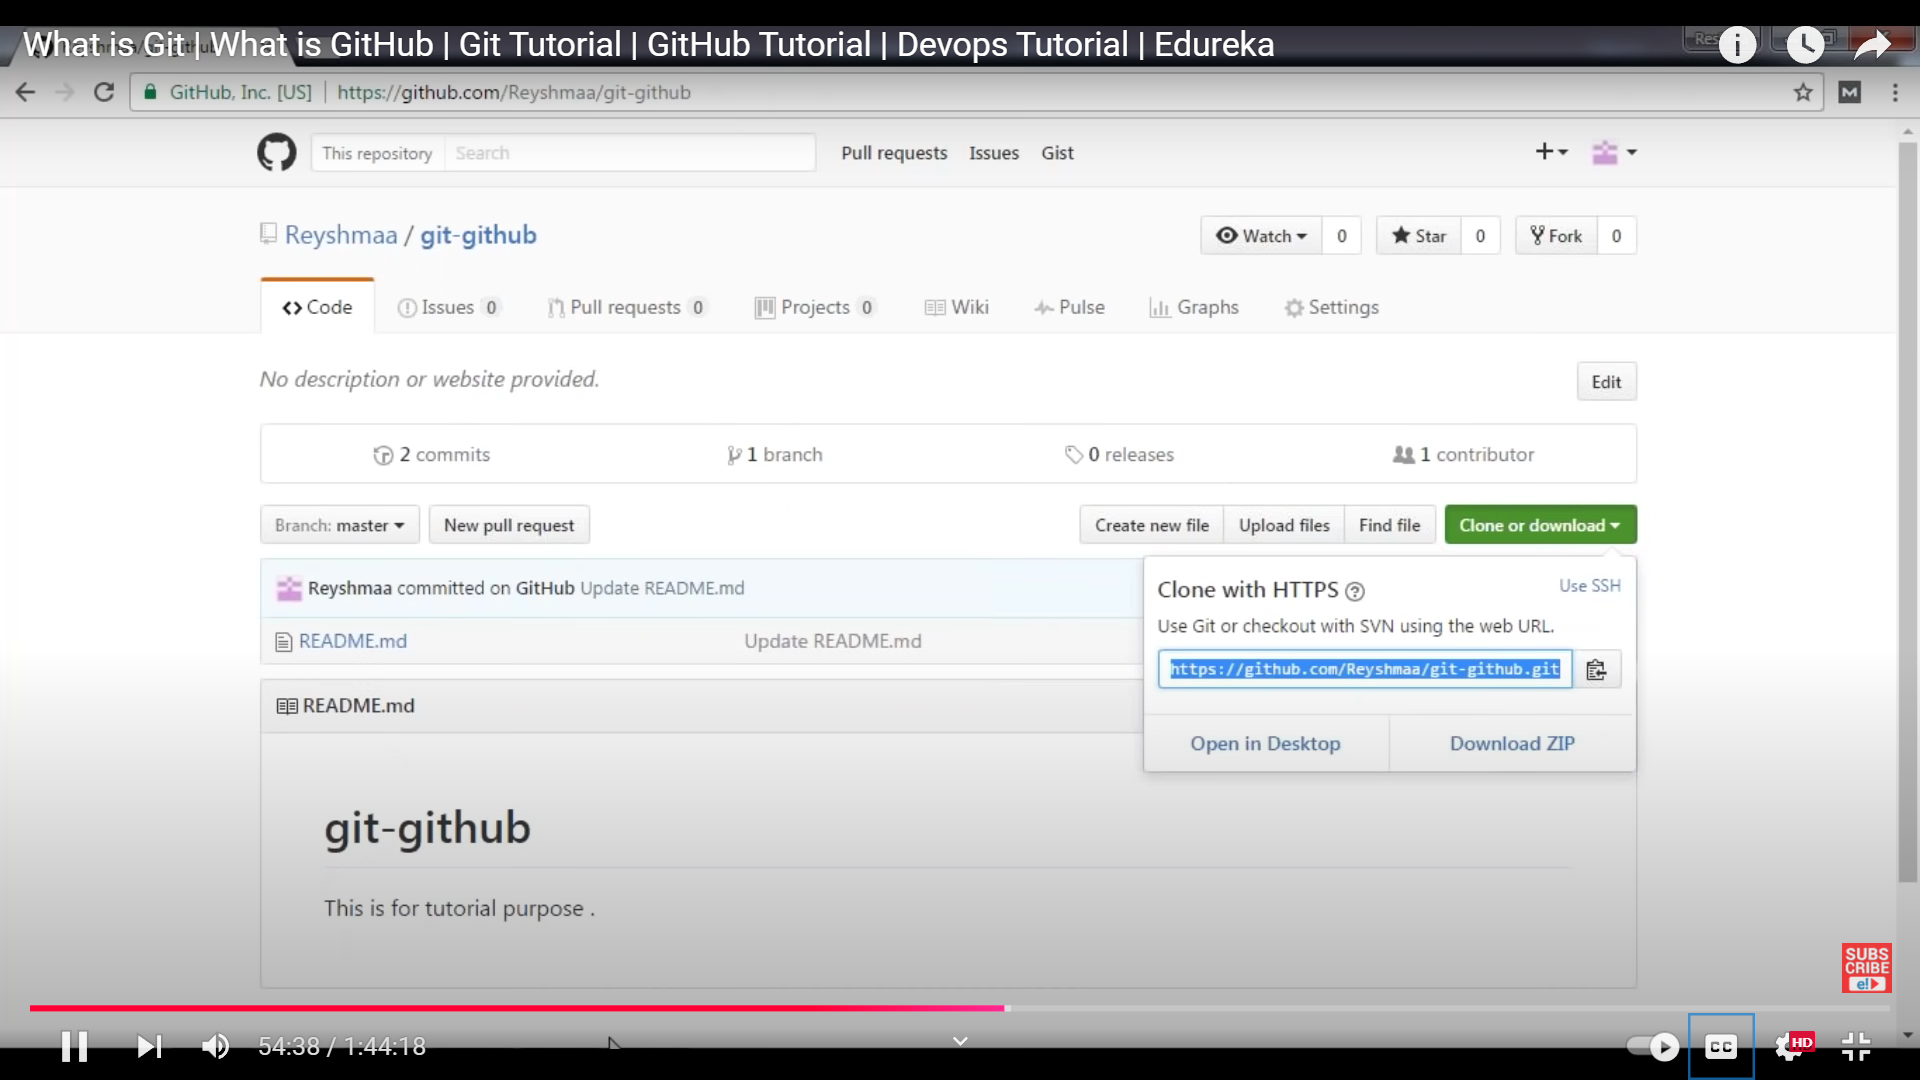 What is Git | What is GitHub | Git Tutorial | GitHub Tutorial | Devops Tutorial | Edureka
GitHub, Inc. [US] | https://github.com/Reyshmaa/git-github
This repository Search Pull requests Issues Gist
Reyshmaa / git-github Watch 0 Star 0 Fork 0
Code Issues 0 Pull requests 0 Projects 0 Wiki Pulse Graphs Settings
No description or website provided. Edit
2 commits 1 branch 0 releases 1 contributor
Branch: master New pull request Create new file Upload files Find file Clone or download
Reyshmaa committed on GitHub Update README.md
README.md Update README.md
Clone with HTTPS Use SSH
Use Git or checkout with SVN using the web URL.
https://github.com/Reyshmaa/git-github.git
Open in Desktop Download ZIP
README.md
git-github
This is for tutorial purpose .
SUBS
CRIBE
e!
54:38 / 1:44:18 CC HD